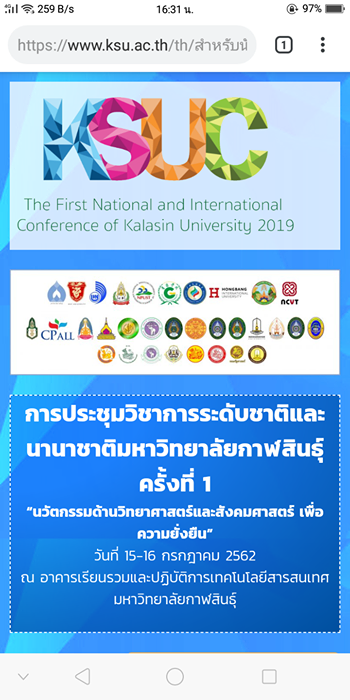 259 B/s
16:31 น.
97%
https://www.ksu.ac.th/th/สำหรับนั
1
KSUC
The First National and International
Conference of Kalasin University 2019
HONGBANG
INTERNATIONAL
UNIVERSITY
NCVT
CPALL
การประชุมวิชาการระดับชาติและ
นานาชาติมหาวิทยาลัยกาฬสินธุ์
ครั้งที่ 1
“นวัตกรรมด้านวิทยาศาสตร์และสังคมศาสตร์ เพื่อ
ความยั่งยืน”
วันที่ 15-16 กรกฎาคม 2562
ณ อาคารเรียนรวมและปฏิบัติการเทคโนโลยีสารสนเทศ
มหาวิทยาลัยกาฬสินธุ์